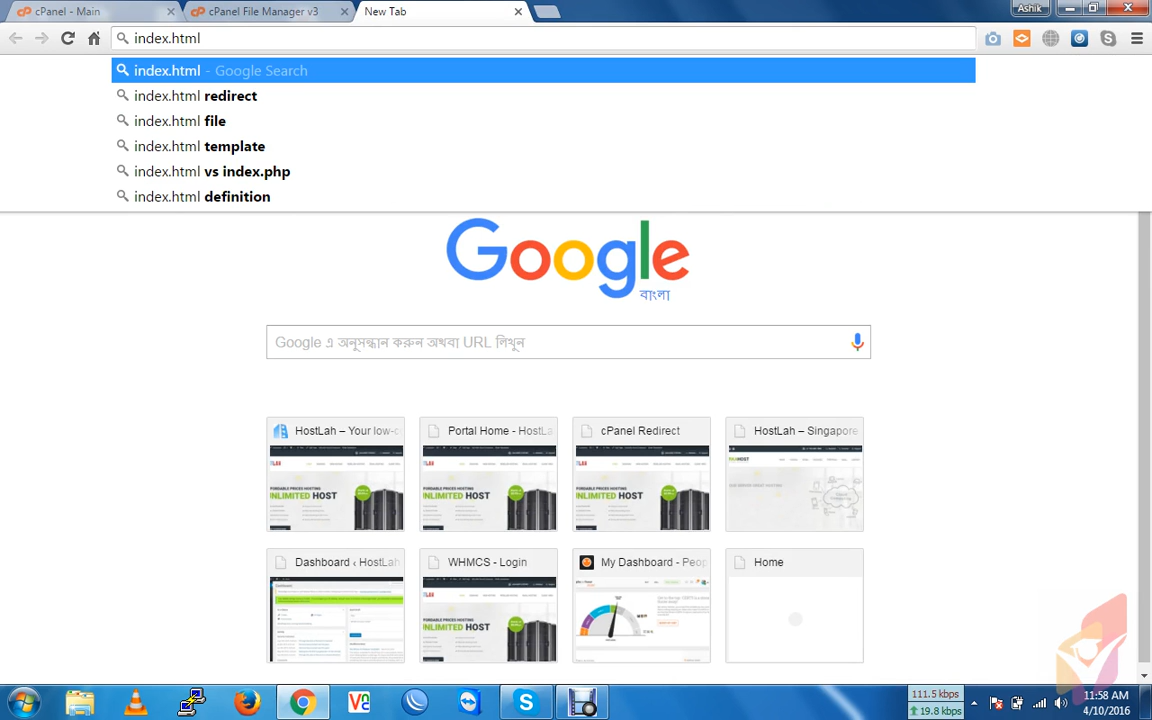 cPanel - Main
cPanel File Manager v3
New Tab
Ashik
index.html
index.html - Google Search
index.html redirect
index.html file
index.html template
index.html vs index.php
index.html definition
Google
বাংলা
Google এ অনুসন্ধান করুন অথবা URL লিখুন
HostLah – Your low-c
Portal Home - HostLa
cPanel Redirect
HostLah – Singapore
UNLIMITED HOST
UNLIMITED HOST
UNLIMITED HOST
Dashboard ‹ HostLah
WHMCS - Login
My Dashboard - Peop
Home
UNLIMITED HOST
111.5 kbps
19.8 kbps
11:58 AM
4/10/2016